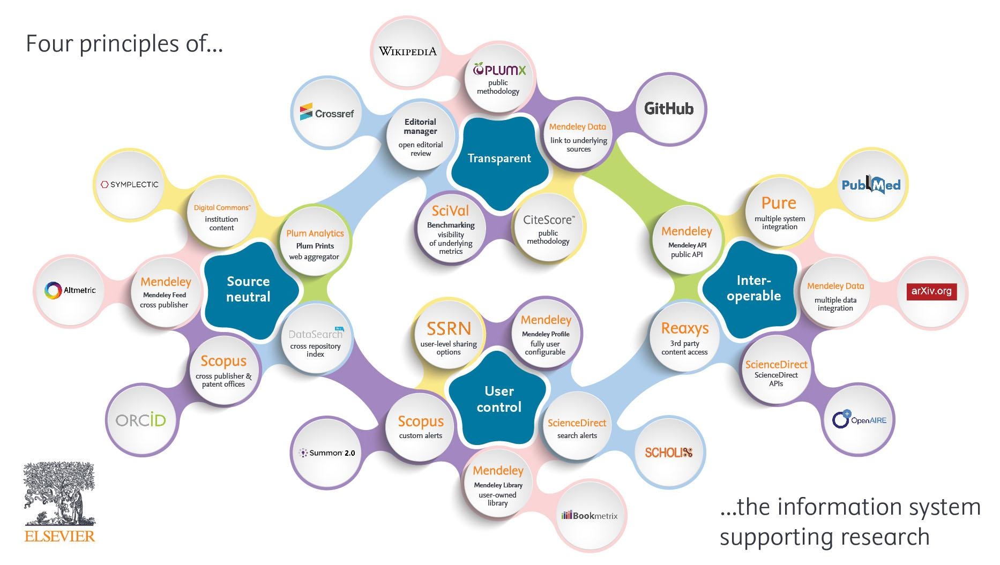 Four principles of...
WIKIPEDIA
PLUMX
public
methodology
Crossref
Editorial
manager
open editorial
review
Transparent
Mendeley Data
link to underlying
sources
GitHub
SciVal
Benchmarking
visibility
of underlying
metrics
CiteScore™
public
methodology
SYMPLECTIC
Digital Commons™
institution
content
Plum Analytics
Plum Prints
web aggregator
Altmetric
Mendeley
Mendeley Feed
cross publisher
Source
neutral
DataSearch
cross repository
index
Scopus
cross publisher &
patent offices
ORCiD
Mendeley
Mendeley API
public API
Pure
multiple system
integration
PubMed
Inter-
operable
Mendeley Data
multiple data
integration
arXiv.org
Reaxys
3rd party
content access
ScienceDirect
ScienceDirect
APIs
OpenAIRE
SSRN
user-level sharing
options
Mendeley
Mendeley Profile
fully user
configurable
User
control
Scopus
custom alerts
Summon® 2.0
ScienceDirect
search alerts
SCHOLIX
Mendeley
Mendeley Library
user-owned
library
Bookmetrix
ELSEVIER
...the information system
supporting research